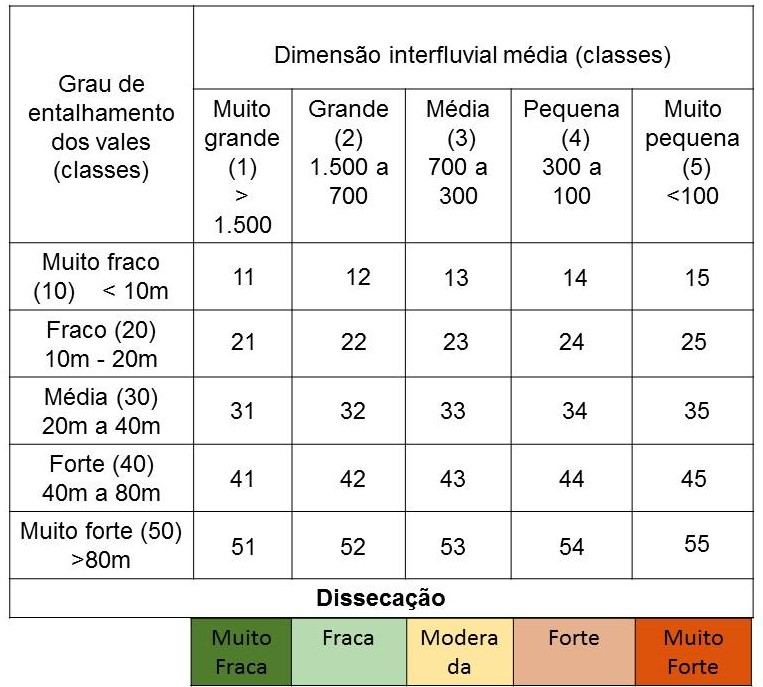 Grau de
entalhamento
dos vales
(classes)
Dimensão interfluvial média (classes)
Muito
grande
(1)
>
1.500
Grande
(2)
1.500 a
700
Média
(3)
700 a
300
Pequena
(4)
300 a
100
Muito
pequena
(5)
<100
Muito fraco
(10) < 10m
11 12 13 14 15
Fraco (20)
10m - 20m
21 22 23 24 25
Média (30)
20m a 40m
31 32 33 34 35
Forte (40)
40m a 80m
41 42 43 44 45
Muito forte (50)
>80m
51 52 53 54 55
Dissecação
Muito
Fraca
Fraca
Modera
da
Forte
Muito
Forte